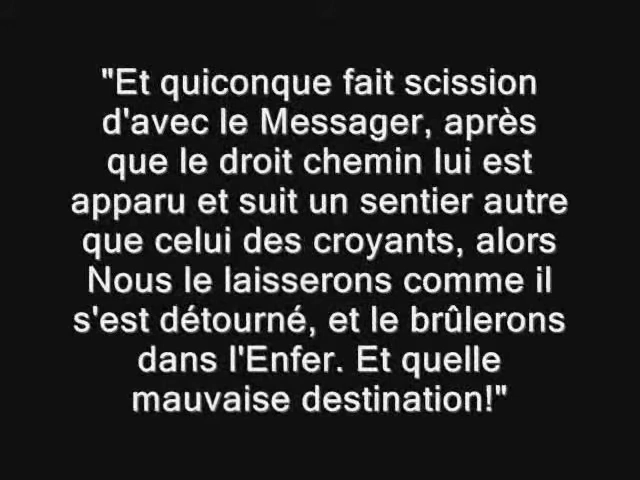 "Et quiconque fait scission
d'avec le Messager, après
que le droit chemin lui est
apparu et suit un sentier autre
que celui des croyants, alors
Nous le laisserons comme il
s'est détourné, et le brûlerons
dans l'Enfer. Et quelle
mauvaise destination!"